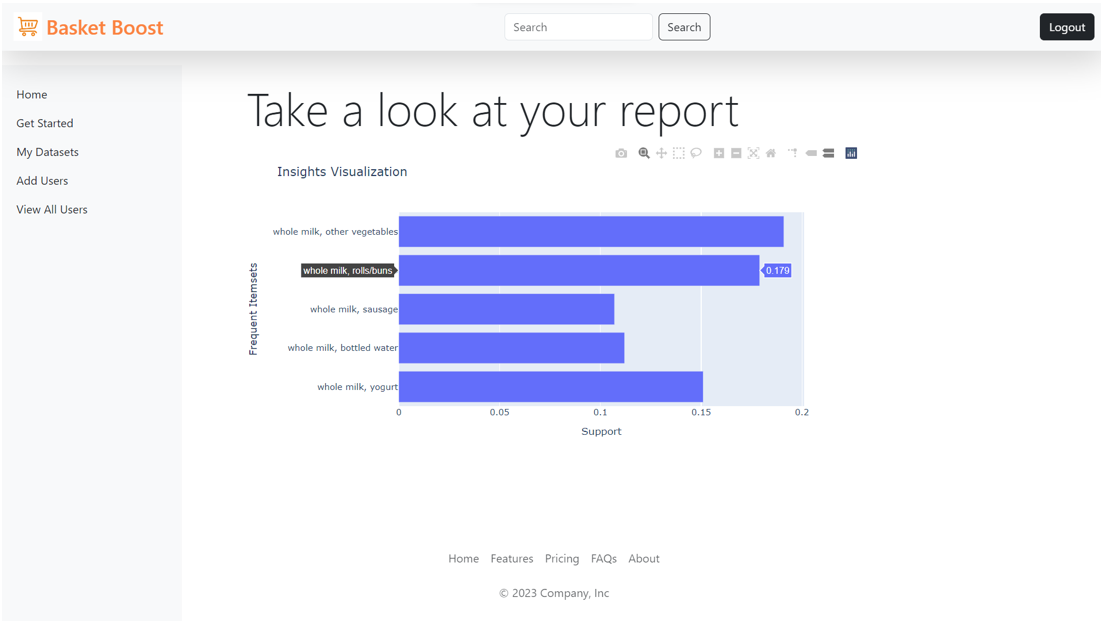 Basket Boost
Search
Search
Logout
Home
Get Started
My Datasets
Add Users
View All Users
Take a look at your report
Insights Visualization
Frequent Itemsets
whole milk, other vegetables
whole milk, rolls/buns
0.179
whole milk, sausage
whole milk, bottled water
whole milk, yogurt
0
0.05
0.1
0.15
0.2
Support
Home Features Pricing FAQs About
© 2023 Company, Inc